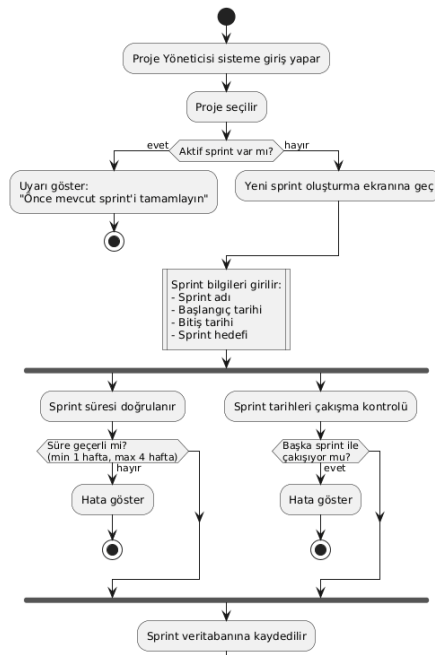 Proje Yöneticisi sisteme giriş yapar
Proje seçilir
Aktif sprint var mı?
evet
hayır
Uyarı göster:
"Önce mevcut sprint'i tamamlayın"
Yeni sprint oluşturma ekranına geç
Sprint bilgileri girilir:
- Sprint adı
- Başlangıç tarihi
- Bitiş tarihi
- Sprint hedefi
Sprint süresi doğrulanır
Süre geçerli mi?
(min 1 hafta, max 4 hafta)
hayır
Hata göster
Sprint tarihleri çakışma kontrolü
Başka sprint ile
çakışıyor mu?
evet
Hata göster
Sprint veritabanına kaydedilir